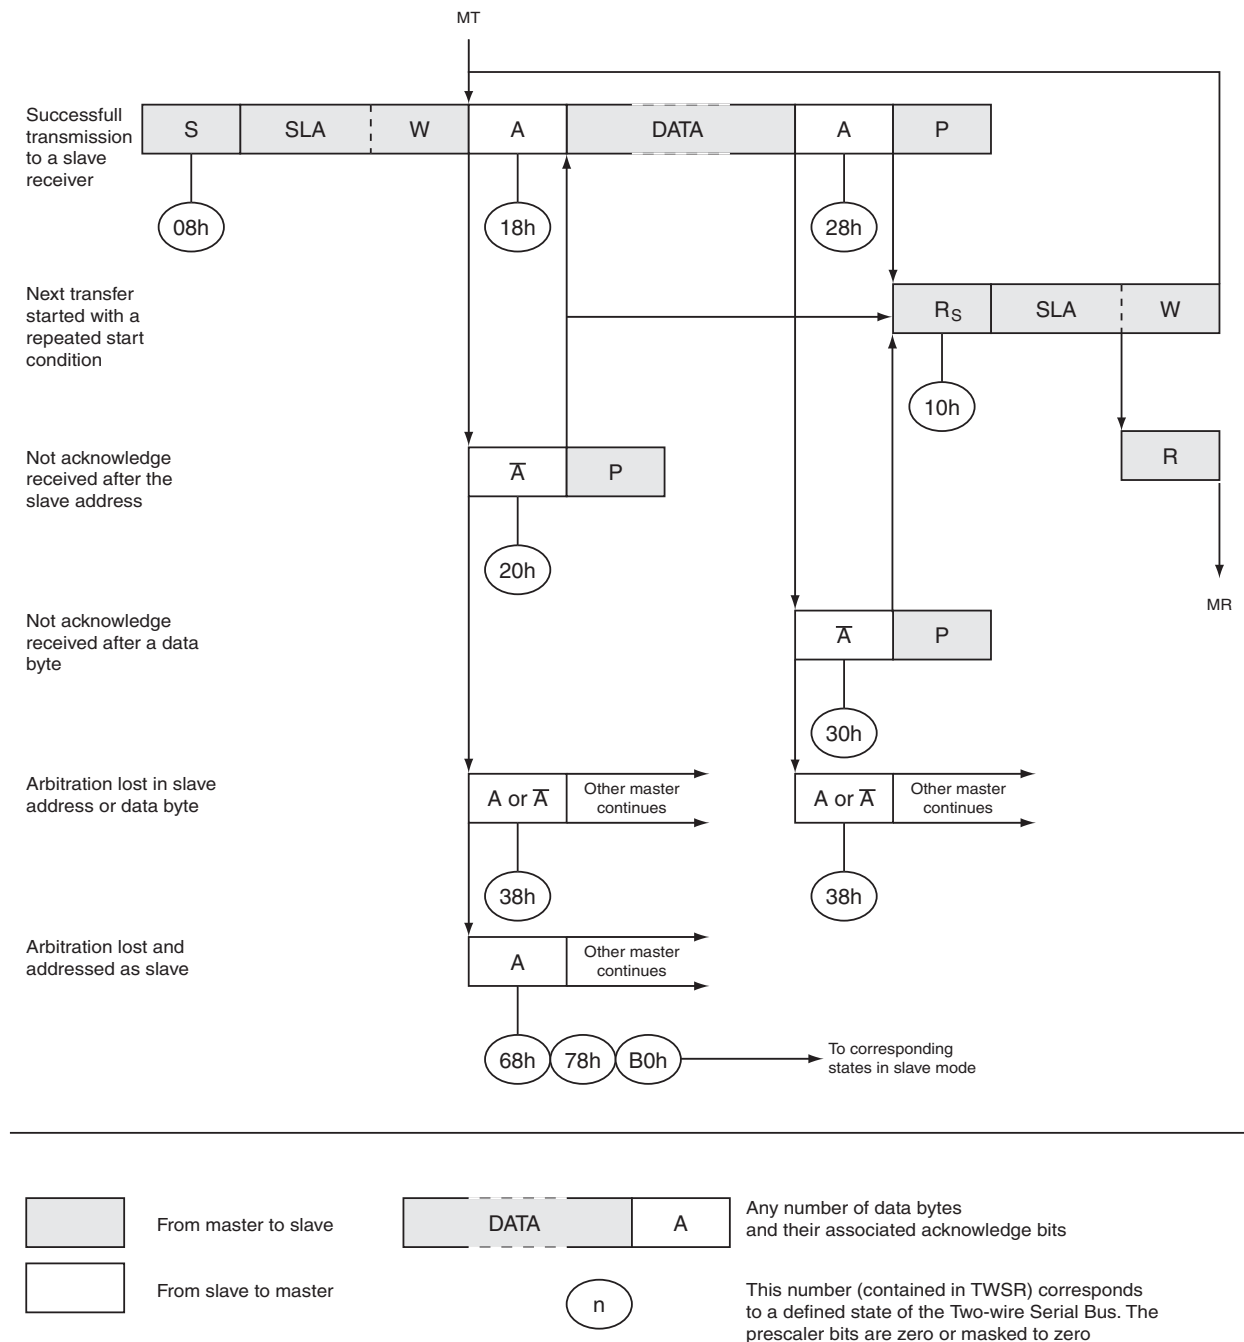 MT
Successfull
transmission
to a slave
receiver
S
SLA
W
A
DATA
A
P
08h
18h
28h
Next transfer
started with a
repeated start
condition
RS
SLA
W
10h
Not acknowledge
received after the
slave address
A̅
P
R
20h
MR
Not acknowledge
received after a data
byte
A̅
P
30h
Arbitration lost in slave
address or data byte
A or A̅
Other master
continues
A or A̅
Other master
continues
38h
38h
Arbitration lost and
addressed as slave
A
Other master
continues
68h
78h
B0h
To corresponding
states in slave mode
From master to slave
DATA
A
Any number of data bytes
and their associated acknowledge bits
From slave to master
n
This number (contained in TWSR) corresponds
to a defined state of the Two-wire Serial Bus. The
prescaler bits are zero or masked to zero